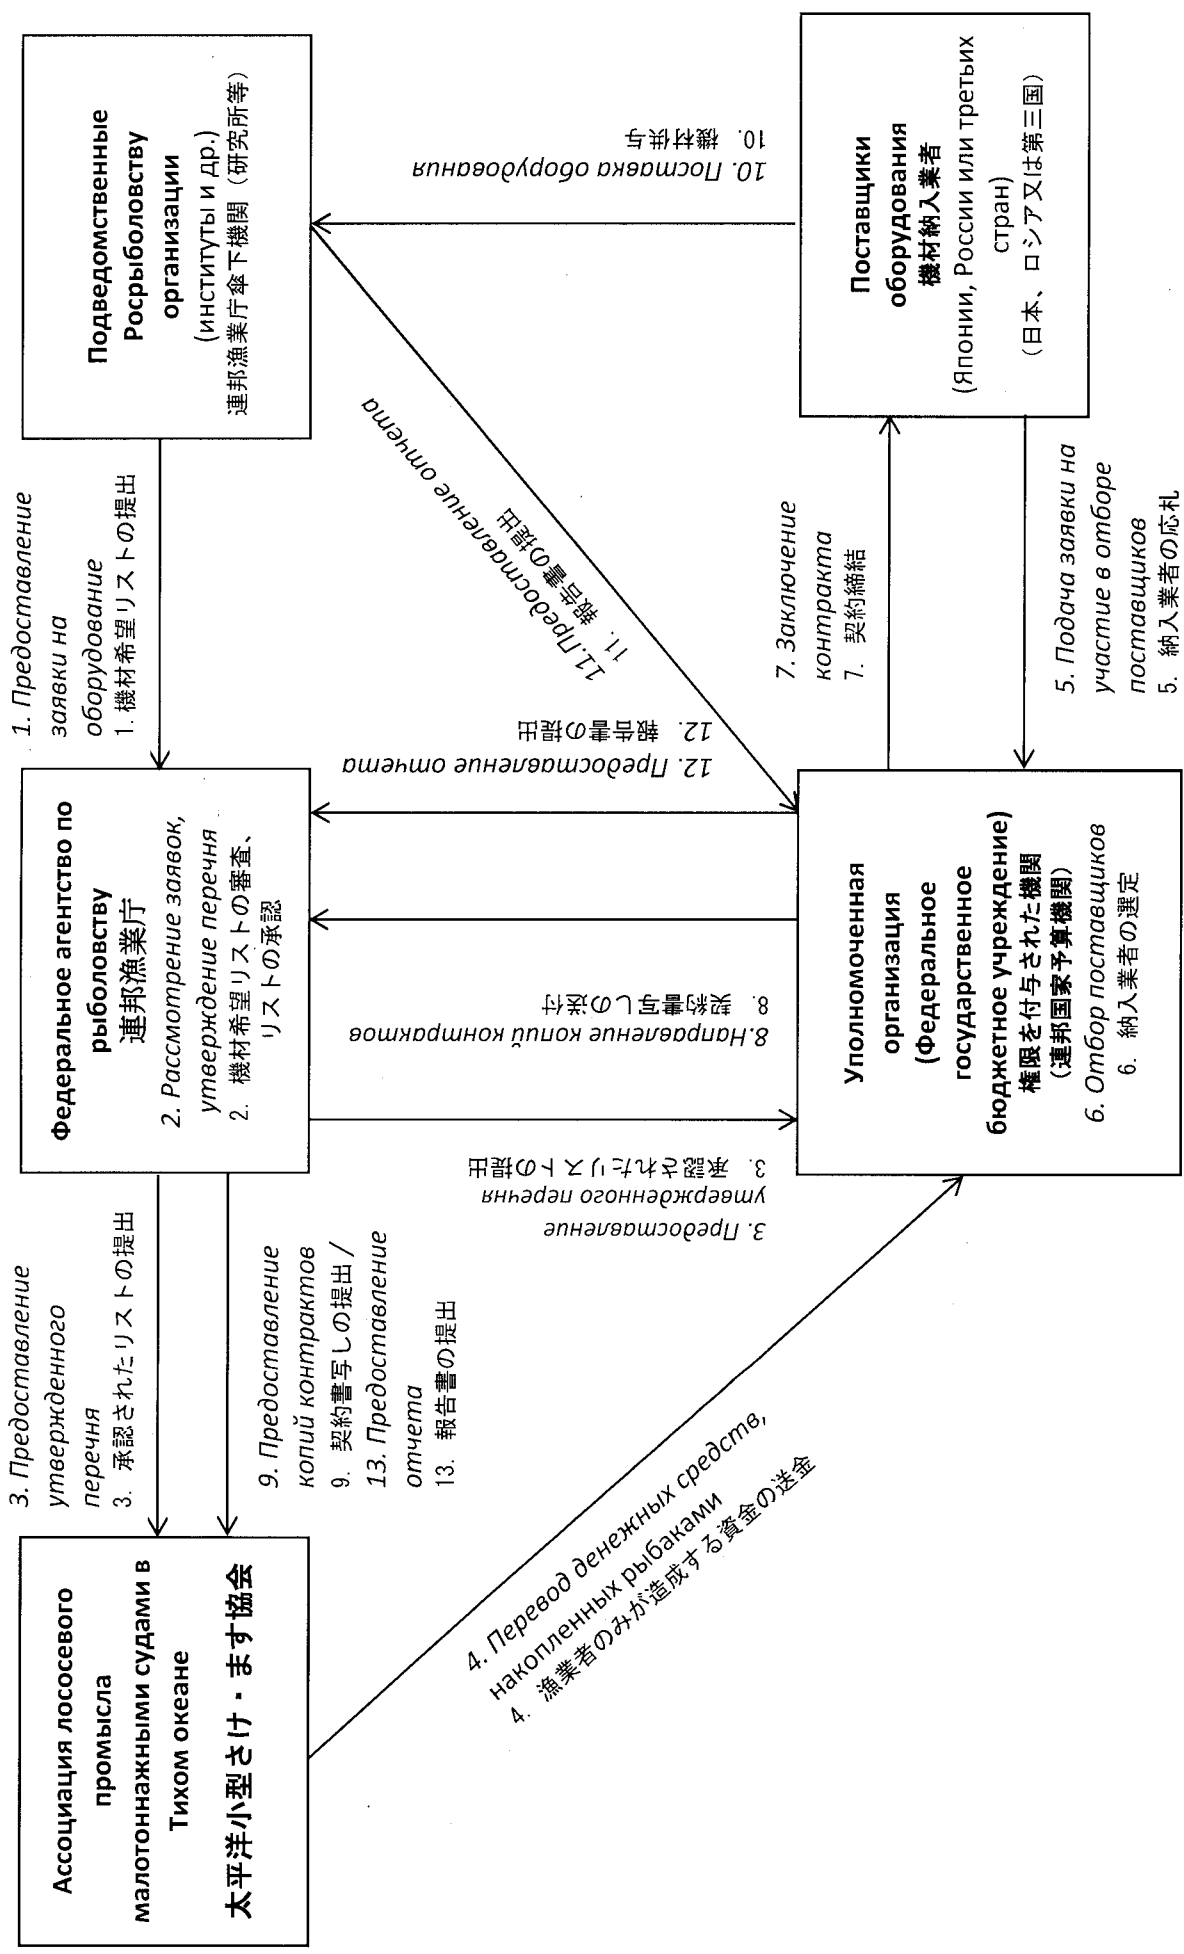 Ассоциация лососевого
промысла
малотоннажными судами в
Тихом океане
太平洋小型さけ・ます協会
3. Предоставление
утвержденного
перечня
3. 承認されたリストの提出
9. Предоставление
копий контрактов
9. 契約書写しの提出 /
13. Предоставление
отчета
13. 報告書の提出
Федеральное агентство по
рыболовству
連邦漁業庁
2. Рассмотрение заявок,
утверждение перечня
2. 機材希望リストの審査、
リストの承認
1. Предоставление
заявки на
оборудование
1. 機材希望リストの提出
Подведомственные
Росрыболовству
организации
(институты и др.)
連邦漁業庁傘下機関（研究所等）
4. Перевод денежных средств,
накопленных рыбаками
4. 漁業者のみが造成する資金の送金
3. Предоставление
утвержденного перечня
3. 承認されたリストの提出
8.Направление копий контрактов
8. 契約書写しの送付
12. Предоставление отчета
12. 報告書の提出
11.Предоставление отчета
11. 報告書の提出
10. Поставка оборудования
10. 機材供与
Уполномоченная
организация
(Федеральное
государственное
бюджетное учреждение)
権限を付与された機関
（連邦国家予算機関）
6. Отбор поставщиков
6. 納入業者の選定
7. Заключение
контракта
7. 契約締結
5. Подача заявки на
участие в отборе
поставщиков
5. 納入業者の応札
Поставщики
оборудования
機材納入業者
(Японии, России или третьих
стран)
（日本、ロシア又は第三国）